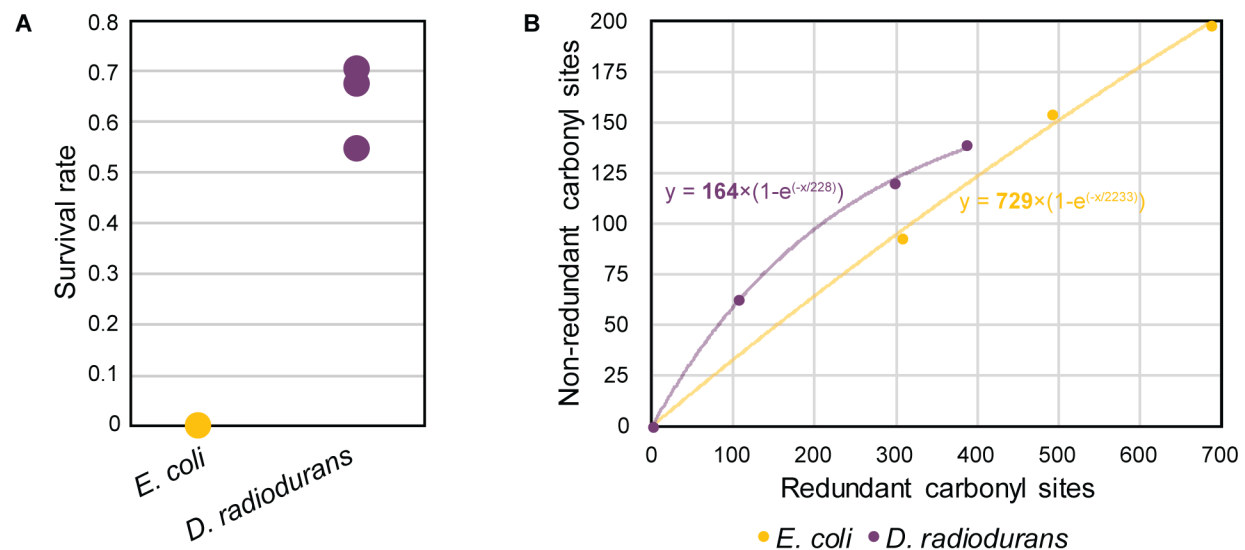 A
Survival rate
0.8
0.7
0.6
0.5
0.4
0.3
0.2
0.1
0
E. coli
D. radiodurans
B
Non-redundant carbonyl sites
200
175
150
125
100
75
50
25
0
y = 164×(1-e^(-x/228))
y = 729×(1-e^(-x/2233))
0 100 200 300 400 500 600 700
Redundant carbonyl sites
E. coli D. radiodurans